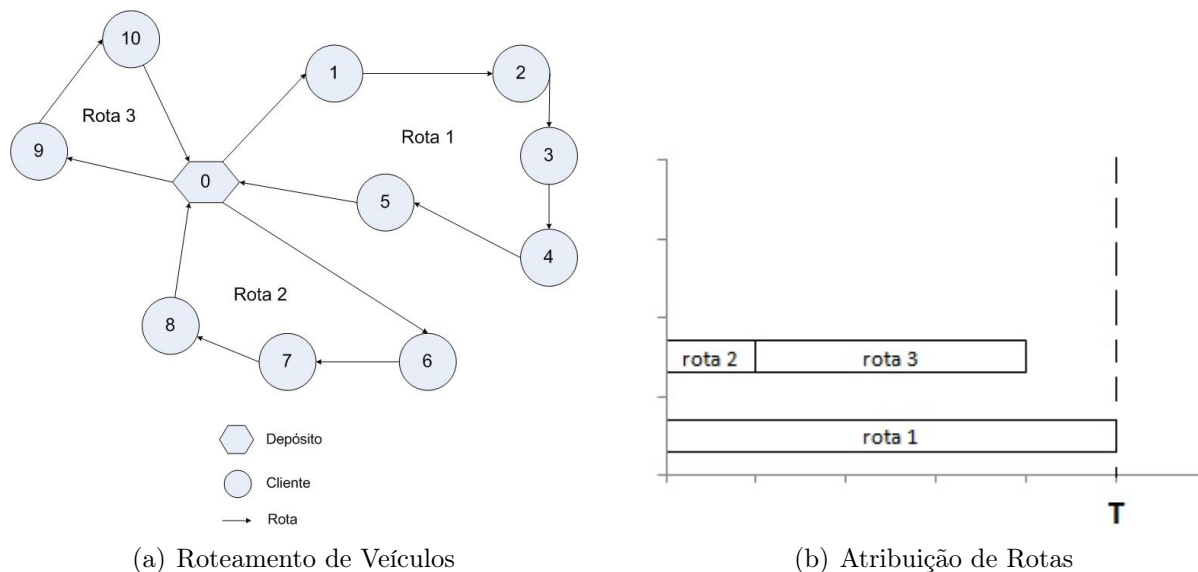 10
1
2
Rota 3
Rota 1
9
3
0
5
4
Rota 2
8
7
6
Depósito
Cliente
Rota
(a) Roteamento de Veículos
rota 2
rota 3
rota 1
T
(b) Atribuição de Rotas